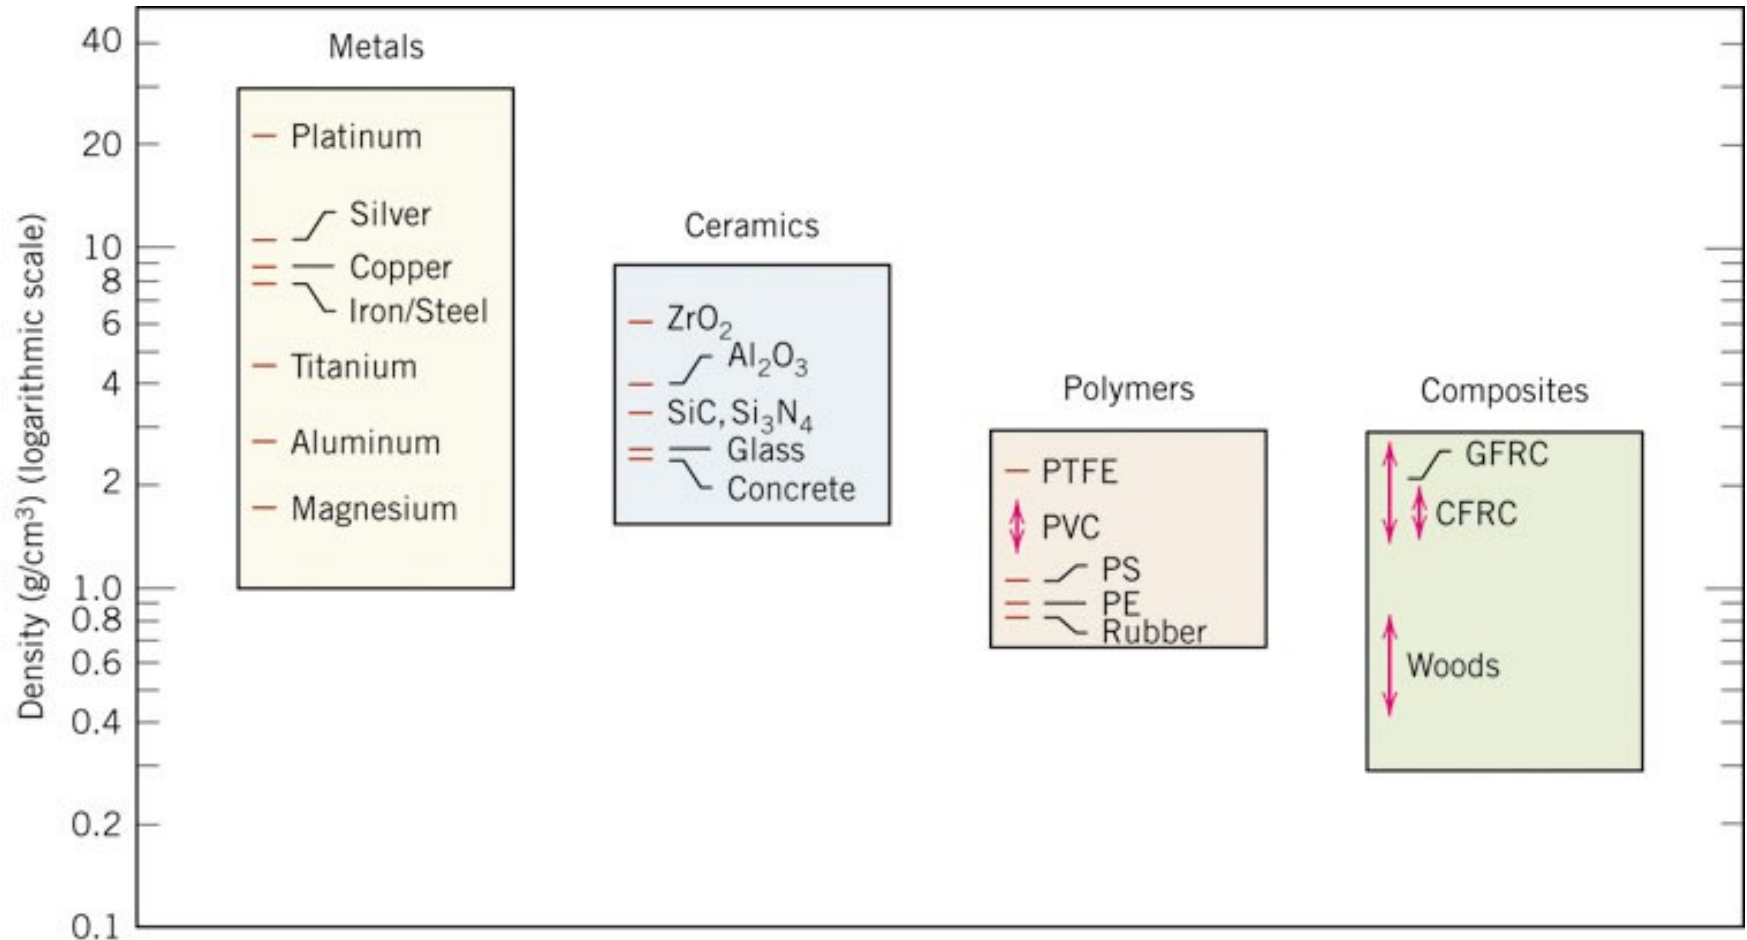 Density (g/cm³) (logarithmic scale)
40
20
10
8
6
4
2
1.0
0.8
0.6
0.4
0.2
0.1
Metals
Platinum
Silver
Copper
Iron/Steel
Titanium
Aluminum
Magnesium
Ceramics
ZrO₂
Al₂O₃
SiC, Si₃N₄
Glass
Concrete
Polymers
PTFE
PVC
PS
PE
Rubber
Composites
GFRC
CFRC
Woods